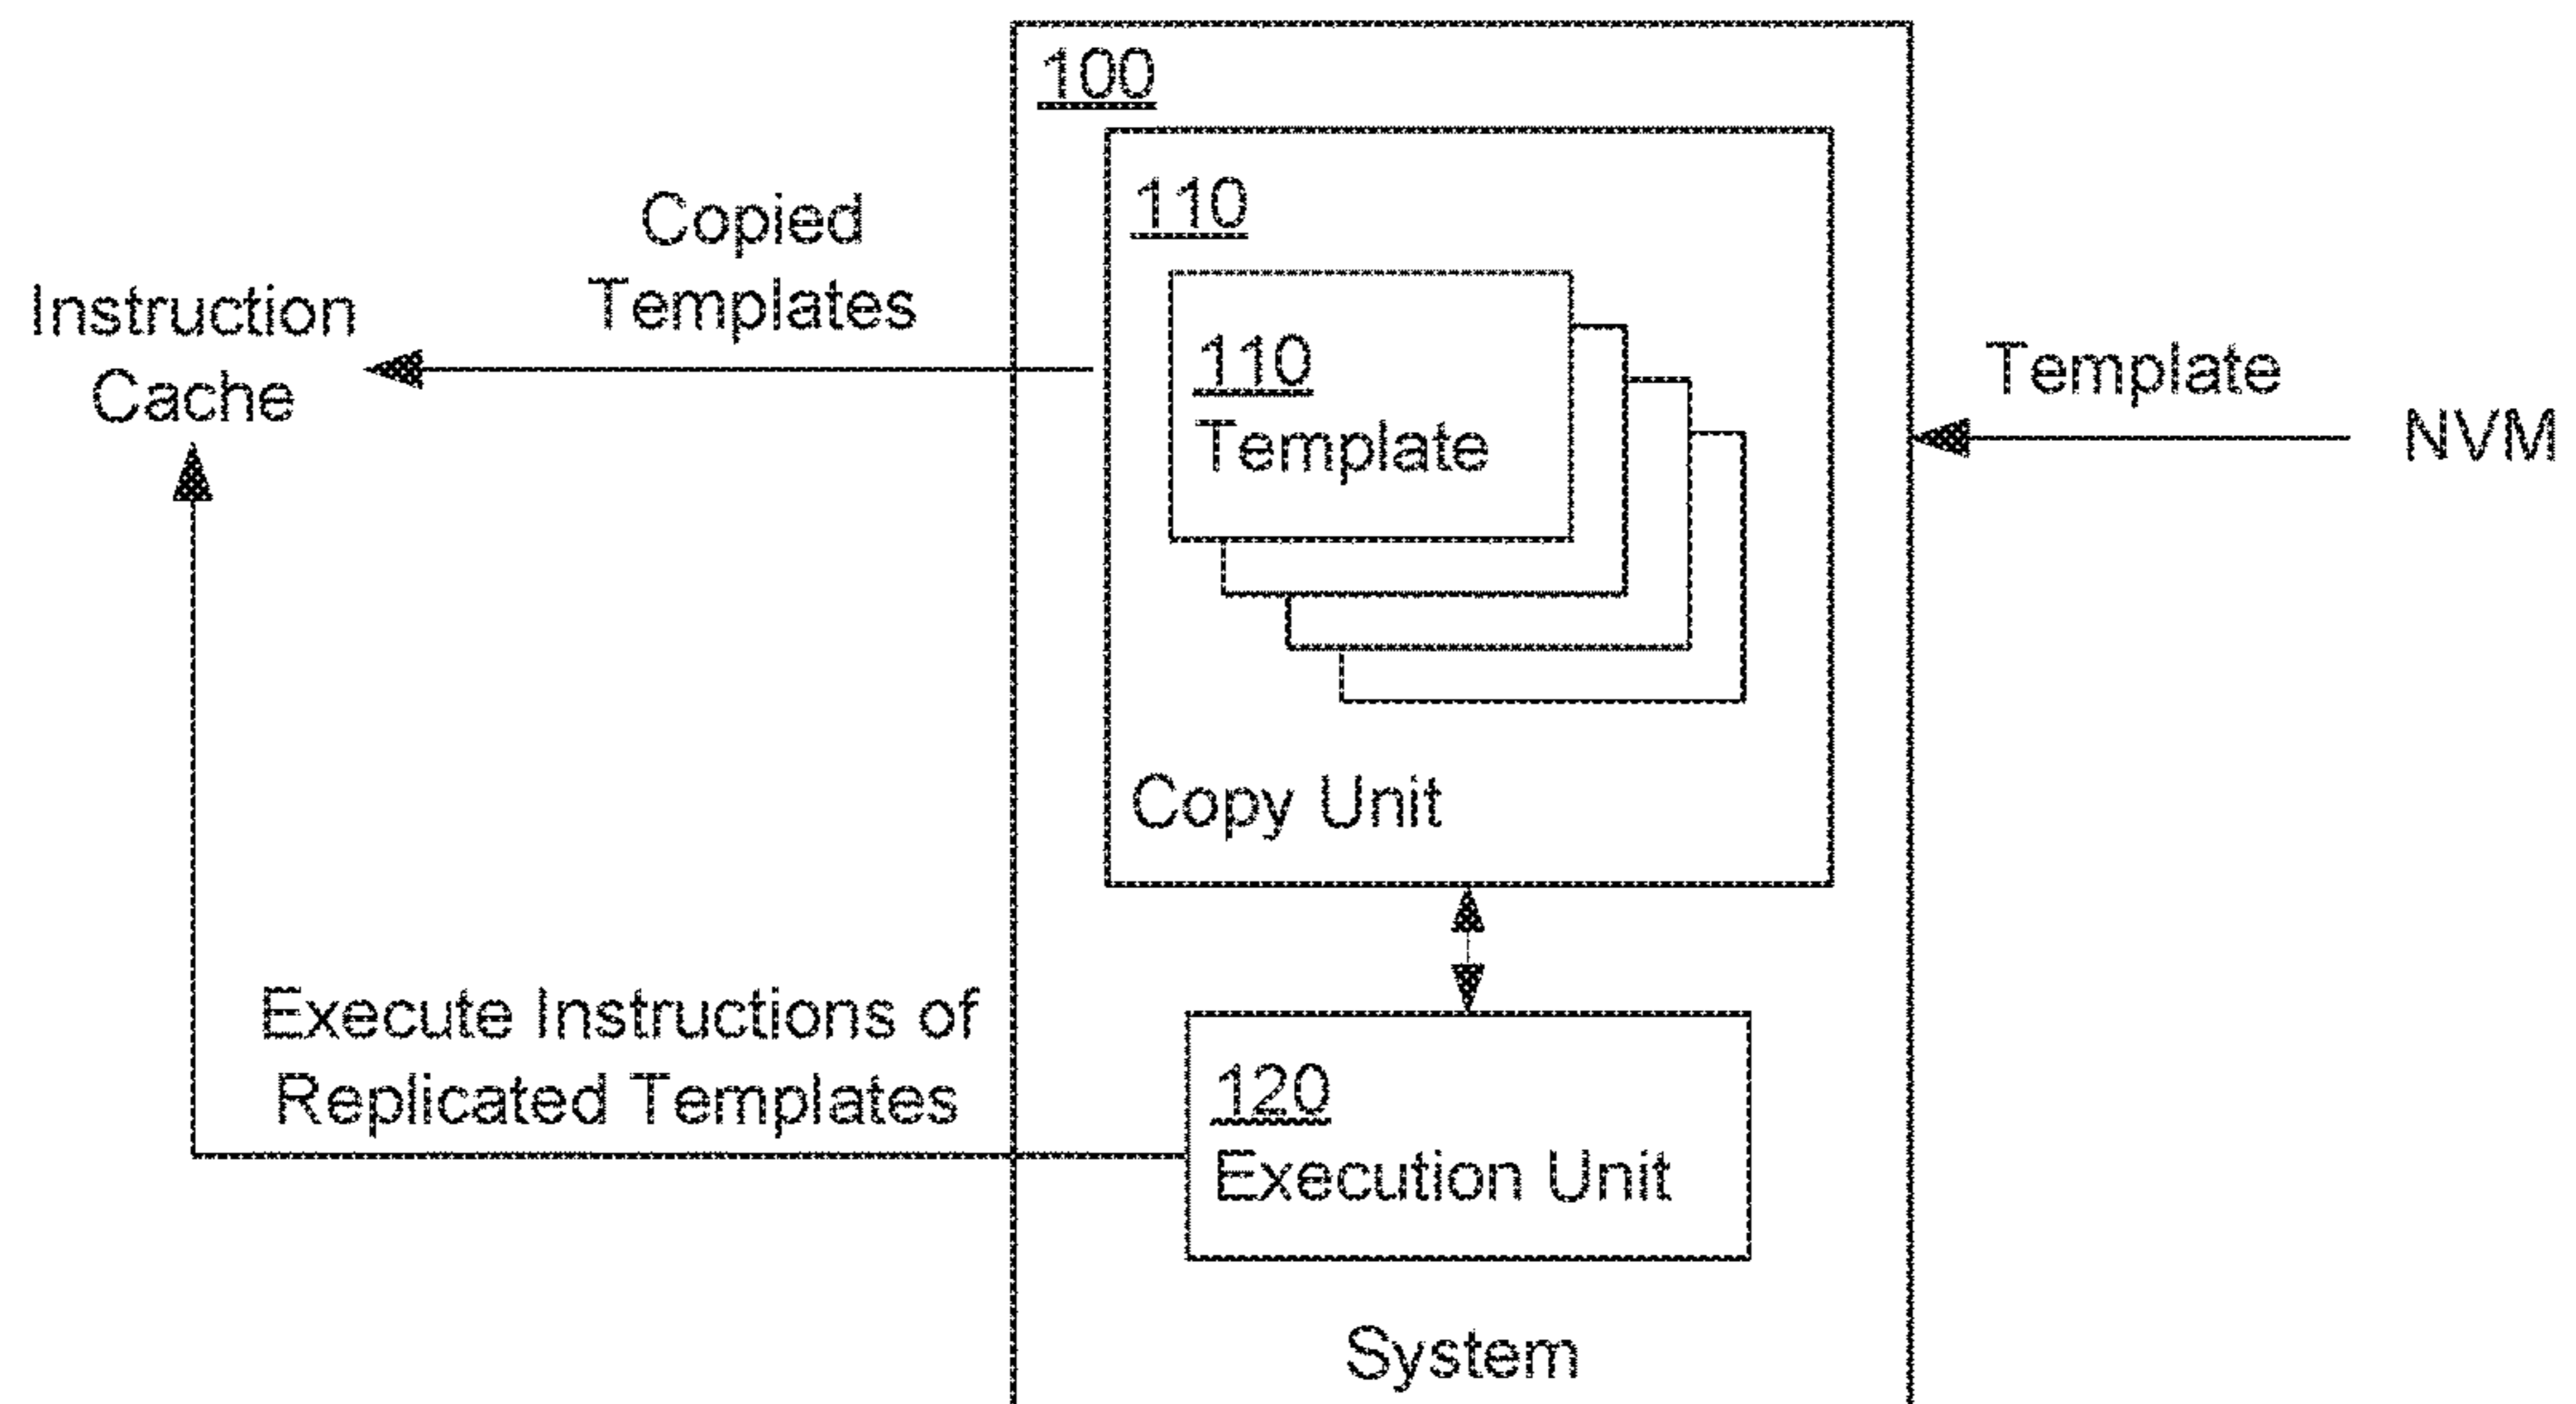 100
110
Copied
Templates
Instruction
Cache
110
Template
Template
NVM
Copy Unit
Execute Instructions of
Replicated Templates
120
Execution Unit
System